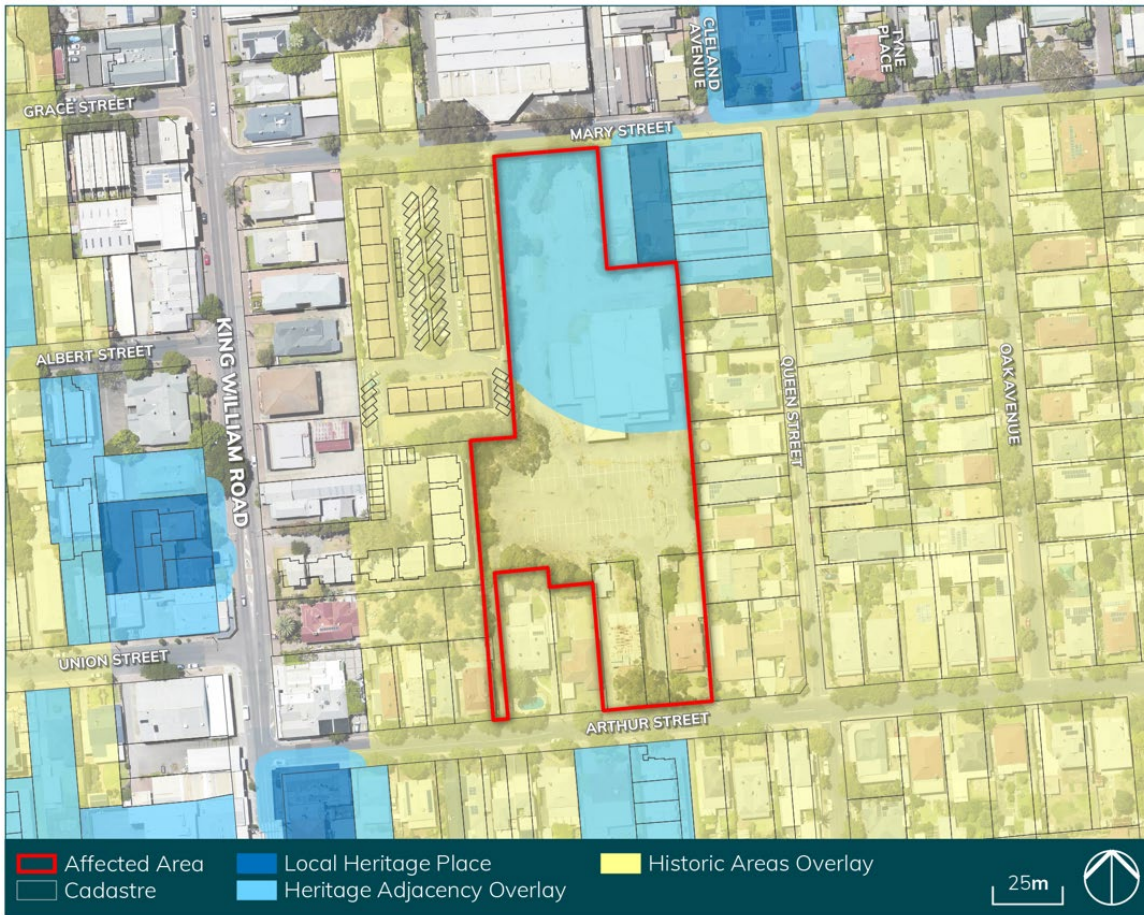 CLELAND
AVENUE
TYNE
PLACE
GRACE STREET
MARY STREET
KING WILLIAM ROAD
ALBERT STREET
QUEEN STREET
OAK AVENUE
UNION STREET
ARTHUR STREET
Affected Area
Local Heritage Place
Historic Areas Overlay
Cadastre
Heritage Adjacency Overlay
25m